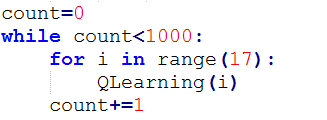 count=0
while count<1000:
    for i in range(17):
        QLearning(i)
    count+=1